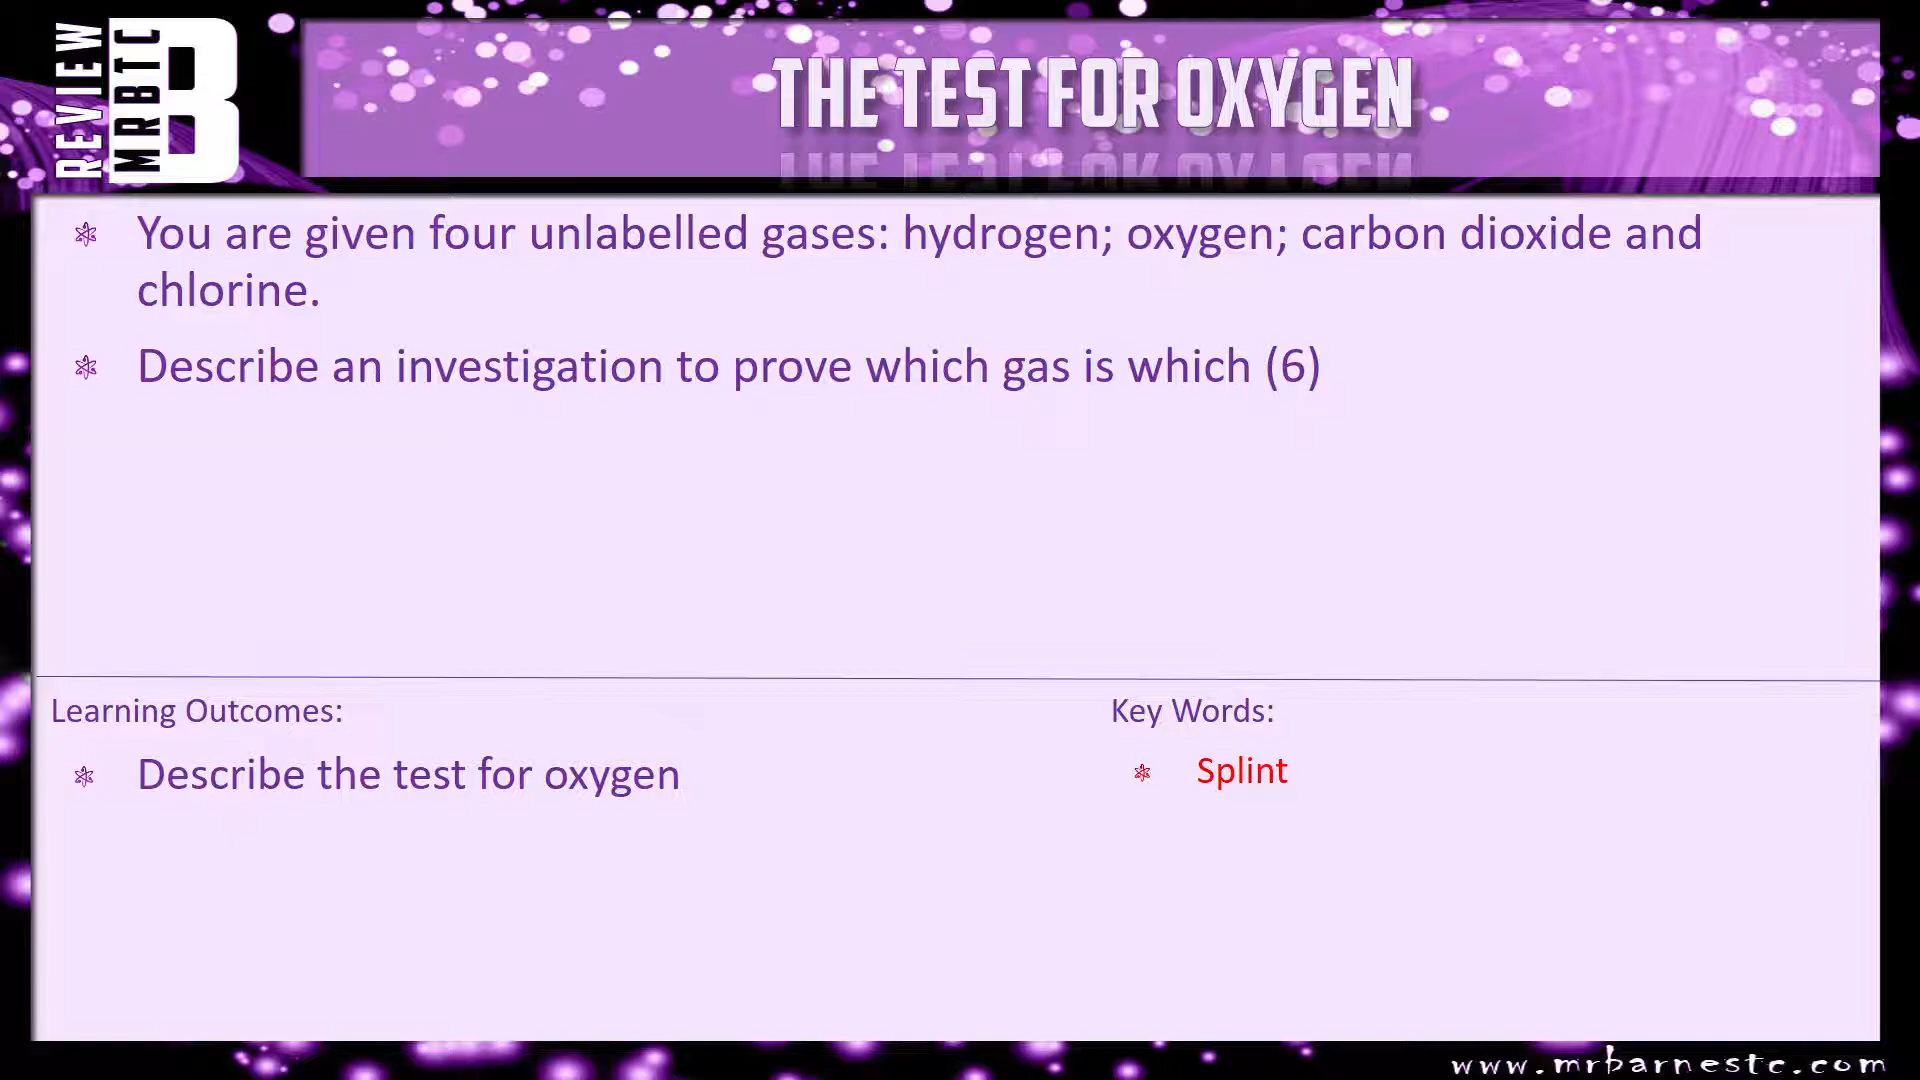 REVIEW
MRBTC
B
THE TEST FOR OXYGEN
You are given four unlabelled gases: hydrogen; oxygen; carbon dioxide and
chlorine.
Describe an investigation to prove which gas is which (6)
Learning Outcomes:
Describe the test for oxygen
Key Words:
Splint
www.mrbarnestc.com